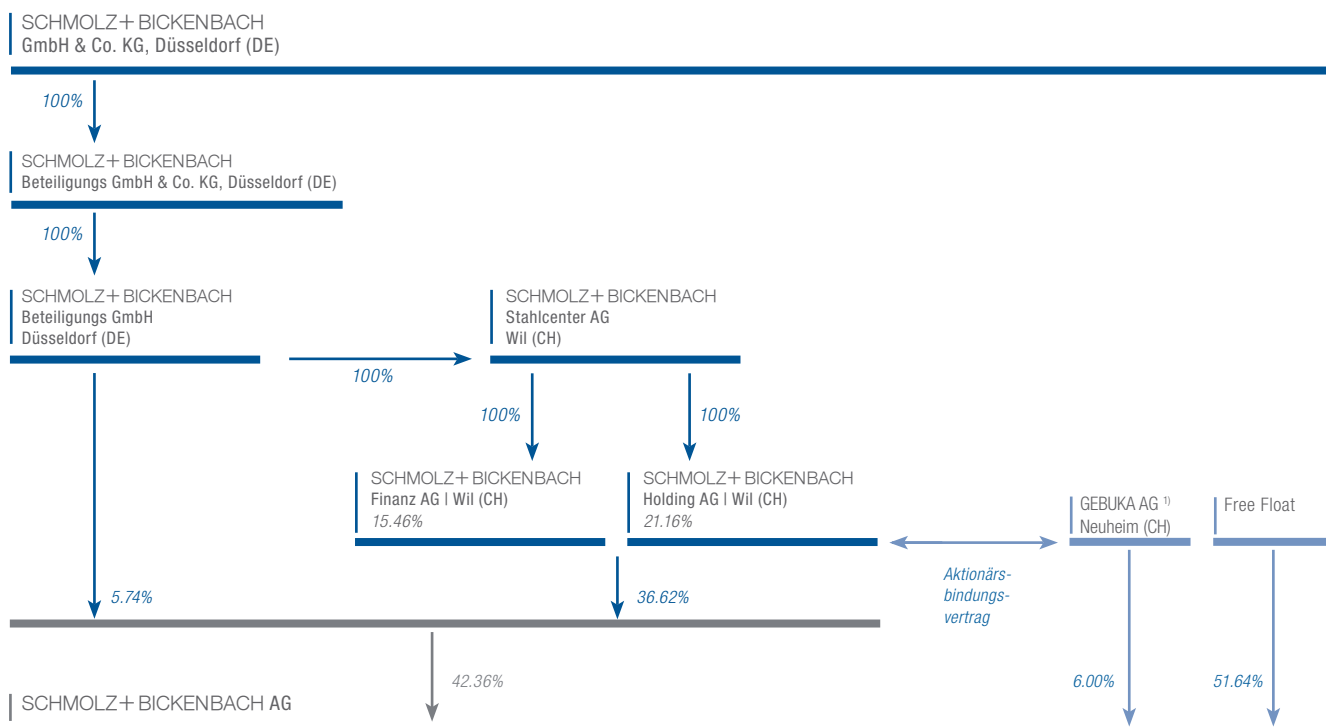 SCHMOLZ+BICKENBACH
GmbH & Co. KG, Düsseldorf (DE)
100%
SCHMOLZ+BICKENBACH
Beteiligungs GmbH & Co. KG, Düsseldorf (DE)
100%
SCHMOLZ+BICKENBACH
Beteiligungs GmbH
Düsseldorf (DE)
SCHMOLZ+BICKENBACH
Stahlcenter AG
Wil (CH)
100%
100%
100%
SCHMOLZ+BICKENBACH
Finanz AG | Wil (CH)
15.46%
SCHMOLZ+BICKENBACH
Holding AG | Wil (CH)
21.16%
GEBUKA AG 1)
Neuheim (CH)
Free Float
Aktionärs-
bindungs-
vertrag
5.74%
36.62%
42.36%
6.00%
51.64%
SCHMOLZ+BICKENBACH AG